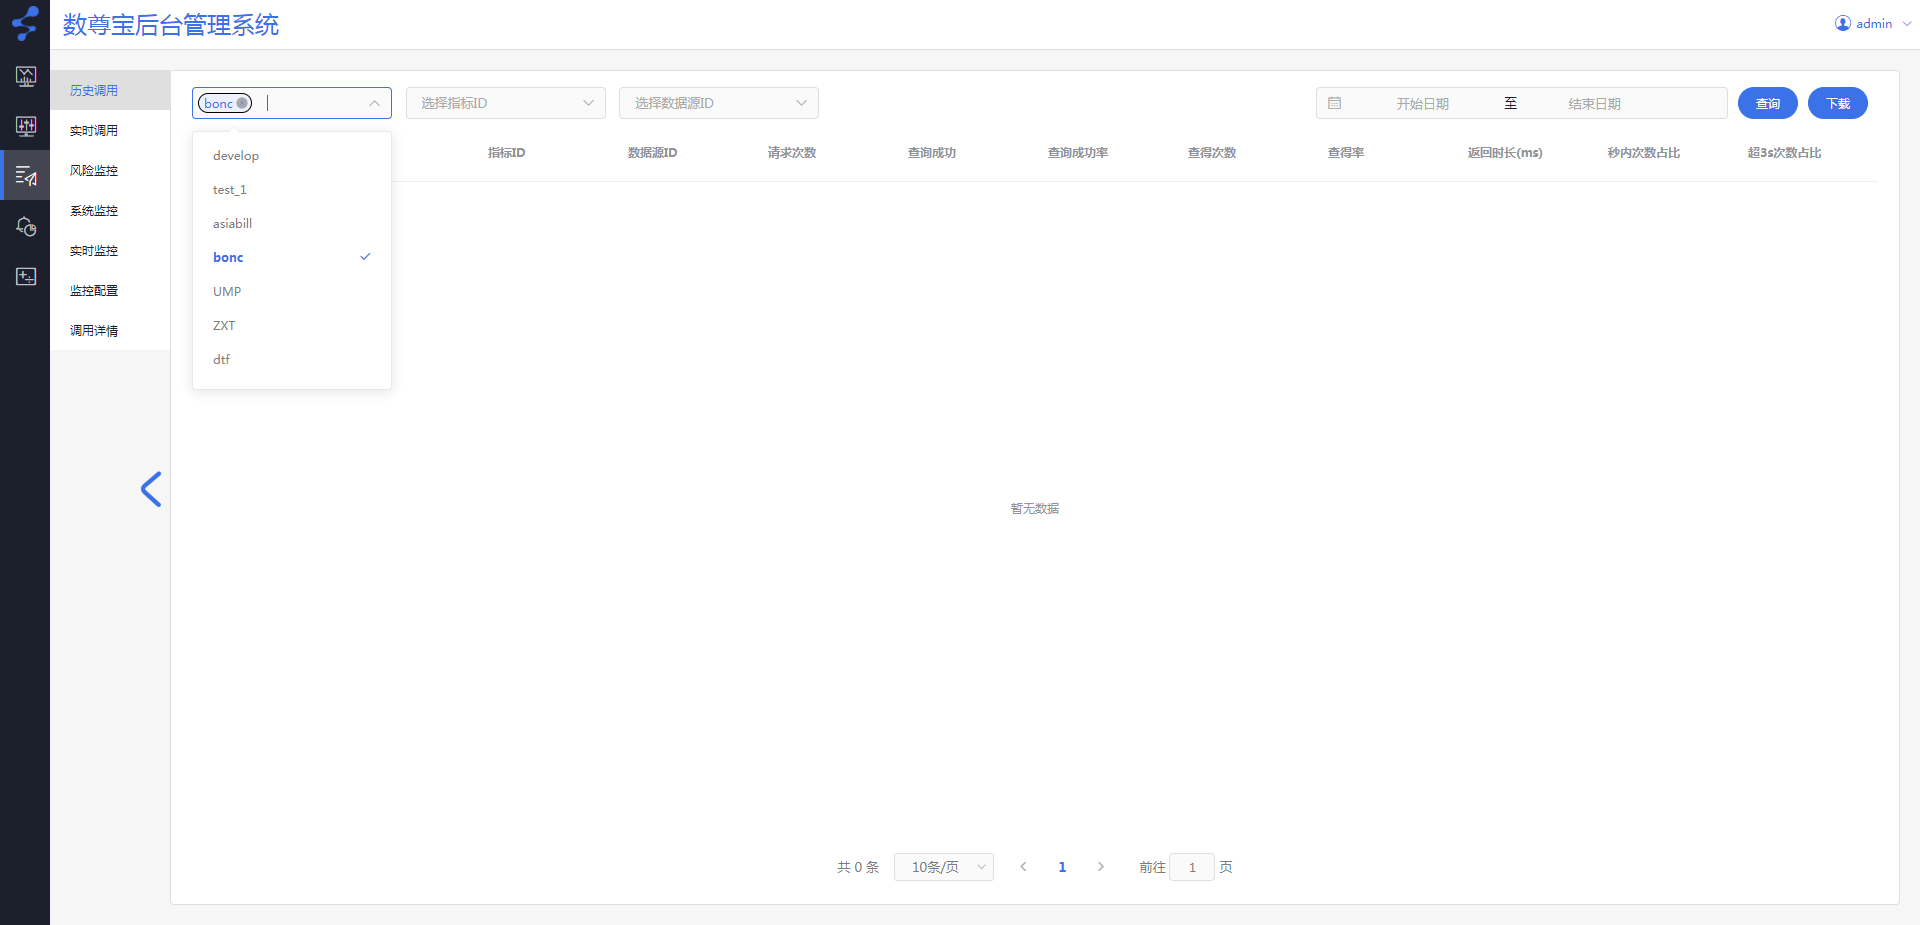 数尊宝后台管理系统
admin
历史调用
实时调用
风险监控
系统监控
实时监控
监控配置
调用详情
bonc
选择指标ID
选择数据源ID
开始日期 至 结束日期
查询
下载
develop
test_1
asiabill
bonc
UMP
ZXT
dtf
指标ID 数据源ID 请求次数 查询成功 查询成功率 查得次数 查得率 返回时长(ms) 秒内次数占比 超3s次数占比
暂无数据
共 0 条 10条/页 1 前往 1 页